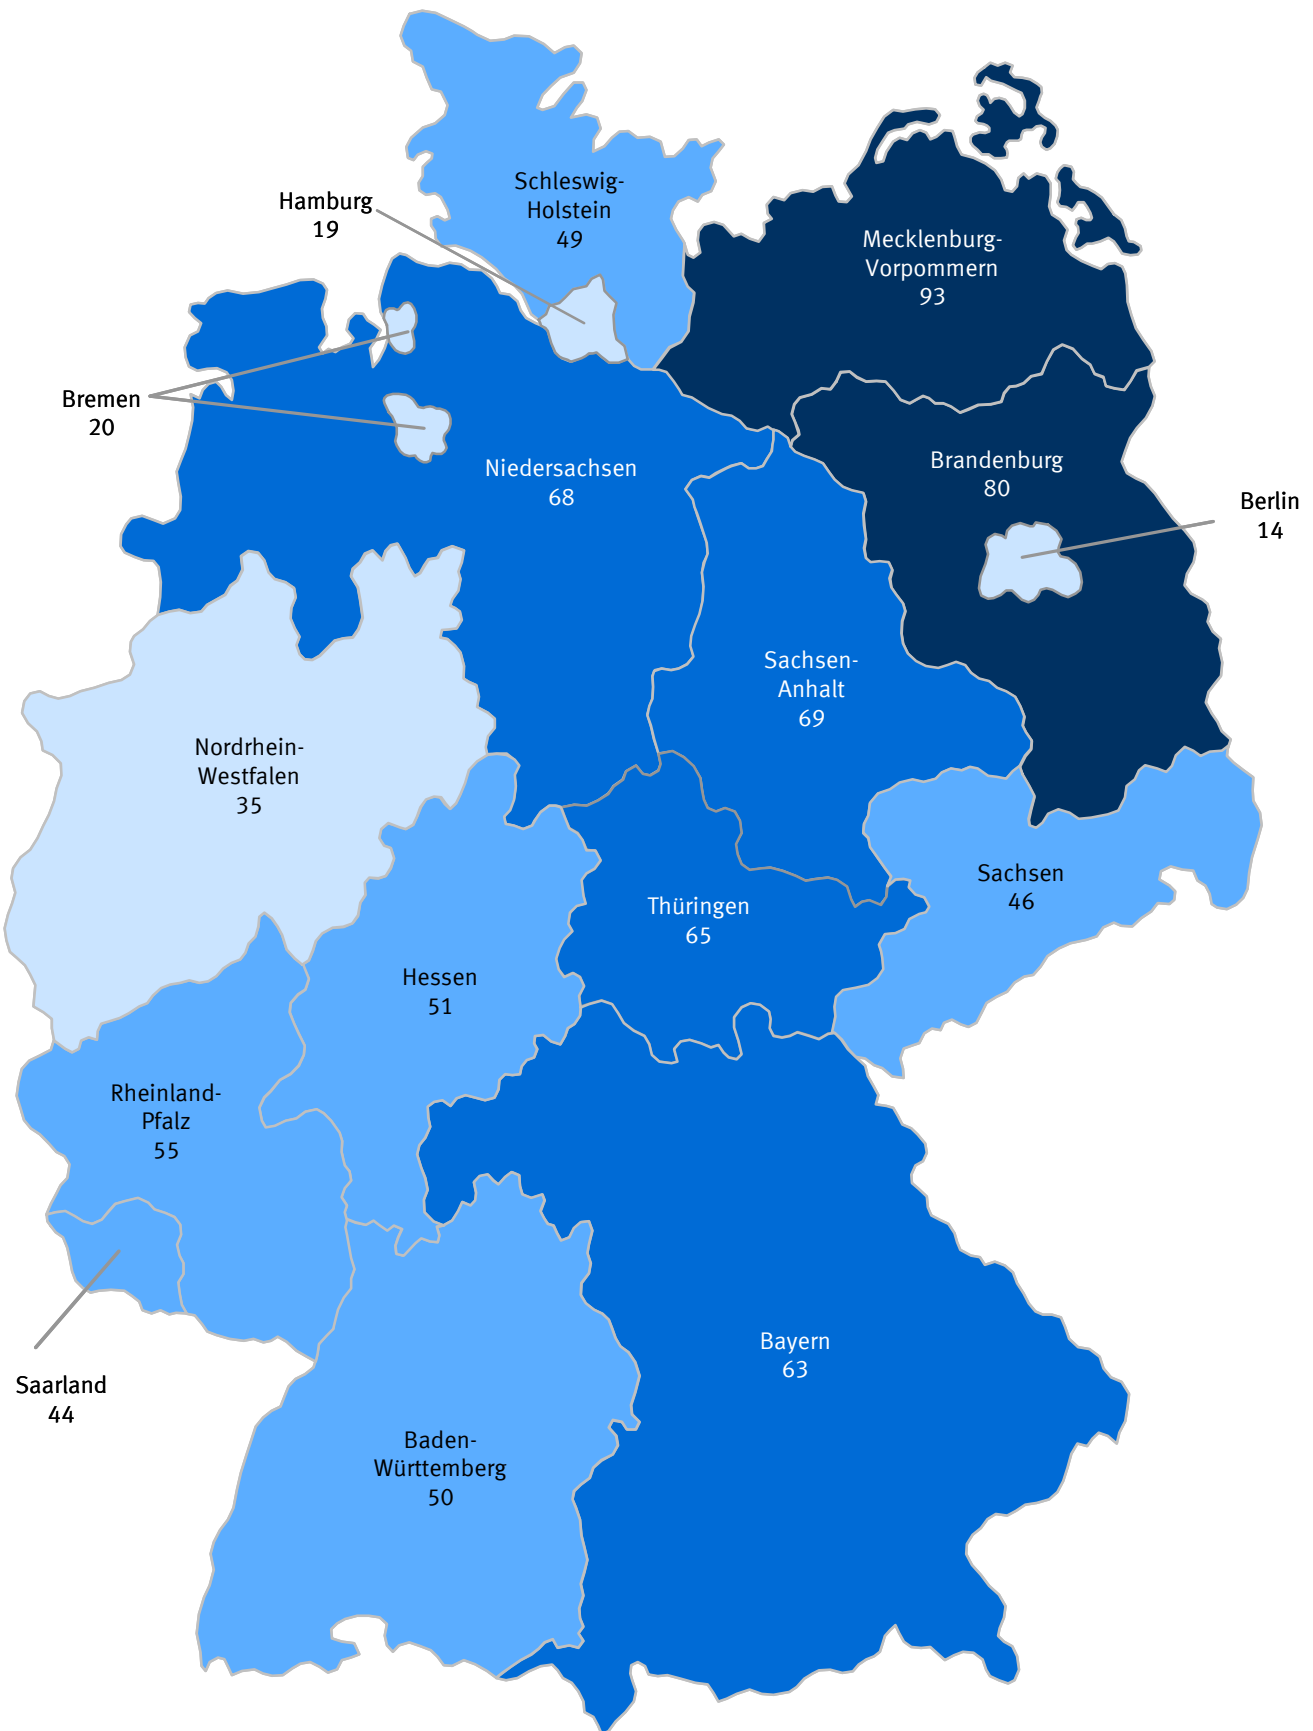 Schleswig-
Holstein
49
Hamburg
19
Mecklenburg-
Vorpommern
93
Bremen
20
Niedersachsen
68
Brandenburg
80
Berlin
14
Sachsen-
Anhalt
69
Nordrhein-
Westfalen
35
Sachsen
46
Thüringen
65
Hessen
51
Rheinland-
Pfalz
55
Saarland
44
Bayern
63
Baden-
Württemberg
50